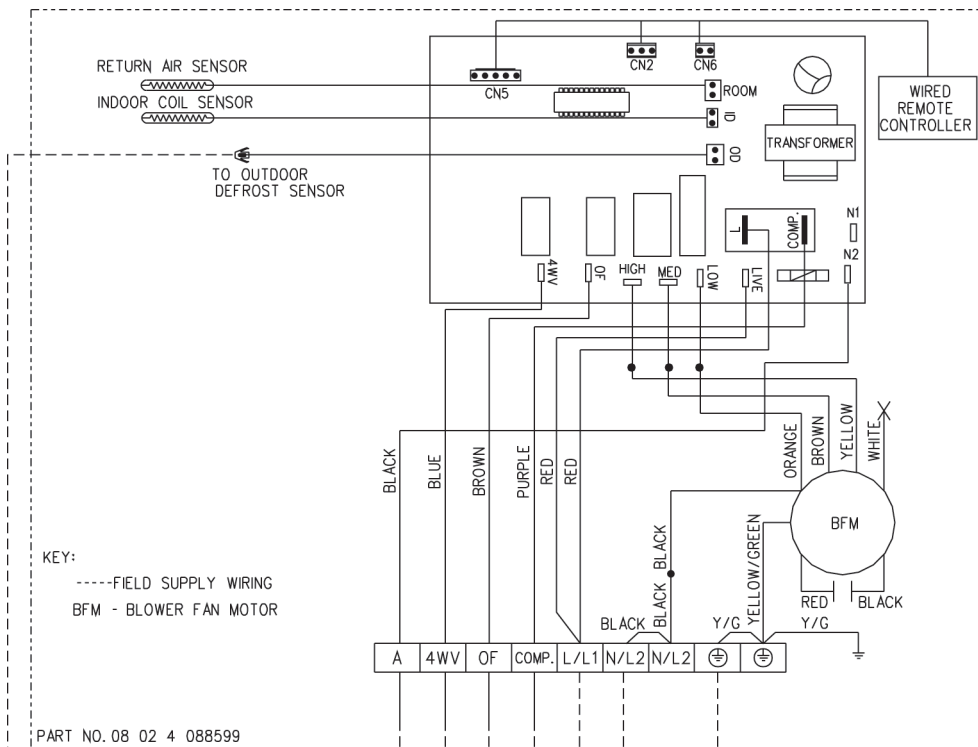 RETURN AIR SENSOR
INDOOR COIL SENSOR
TO OUTDOOR
DEFROST SENSOR
CN5
CN2
CN6
ROOM
ID
OD
TRANSFORMER
WIRED
REMOTE
CONTROLLER
L
COMP.
N1
N2
4WV
OF
HIGH
MED
LOW
LIVE
BLACK
BLUE
BROWN
PURPLE
RED
RED
ORANGE
BROWN
YELLOW
WHITE
BLACK
BLACK
YELLOW/GREEN
BFM
RED
BLACK
BLACK
Y/G
Y/G
KEY:
-----FIELD SUPPLY WIRING
BFM - BLOWER FAN MOTOR
A
4WV
OF
COMP.
L/L1
N/L2
N/L2
PART NO. 08 02 4 088599